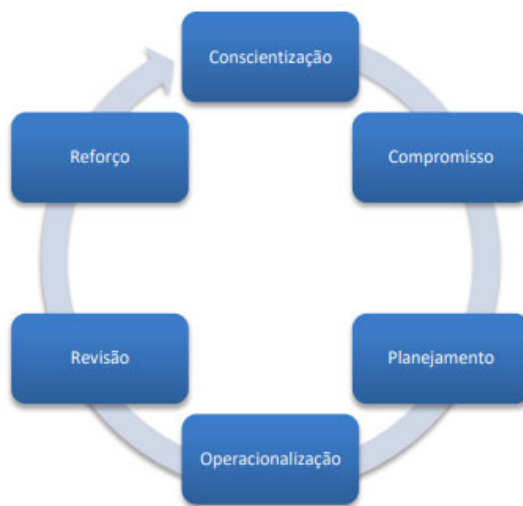 Conscientização
Compromisso
Planejamento
Operacionalização
Revisão
Reforço